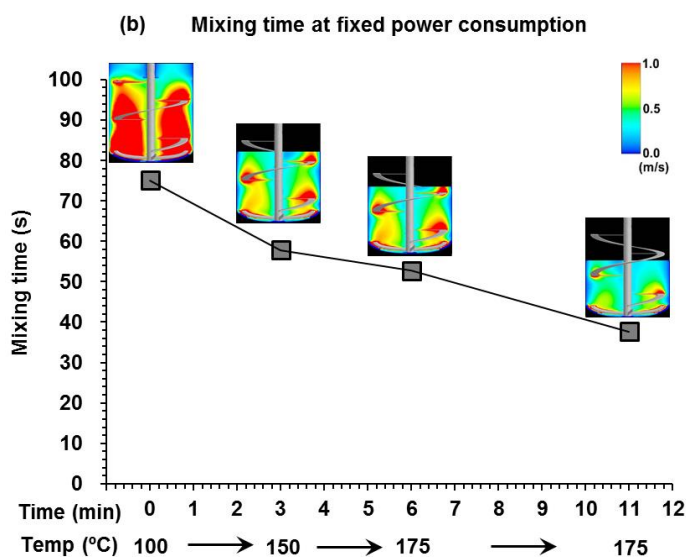 (b) Mixing time at fixed power consumption
1.0
0.5
0.0
(m/s)
Mixing time (s)
100
90
80
70
60
50
40
30
20
10
0
Time (min) 0 1 2 3 4 5 6 7 8 9 10 11 12
Temp (ºC) 100 → 150 → 175 → 175